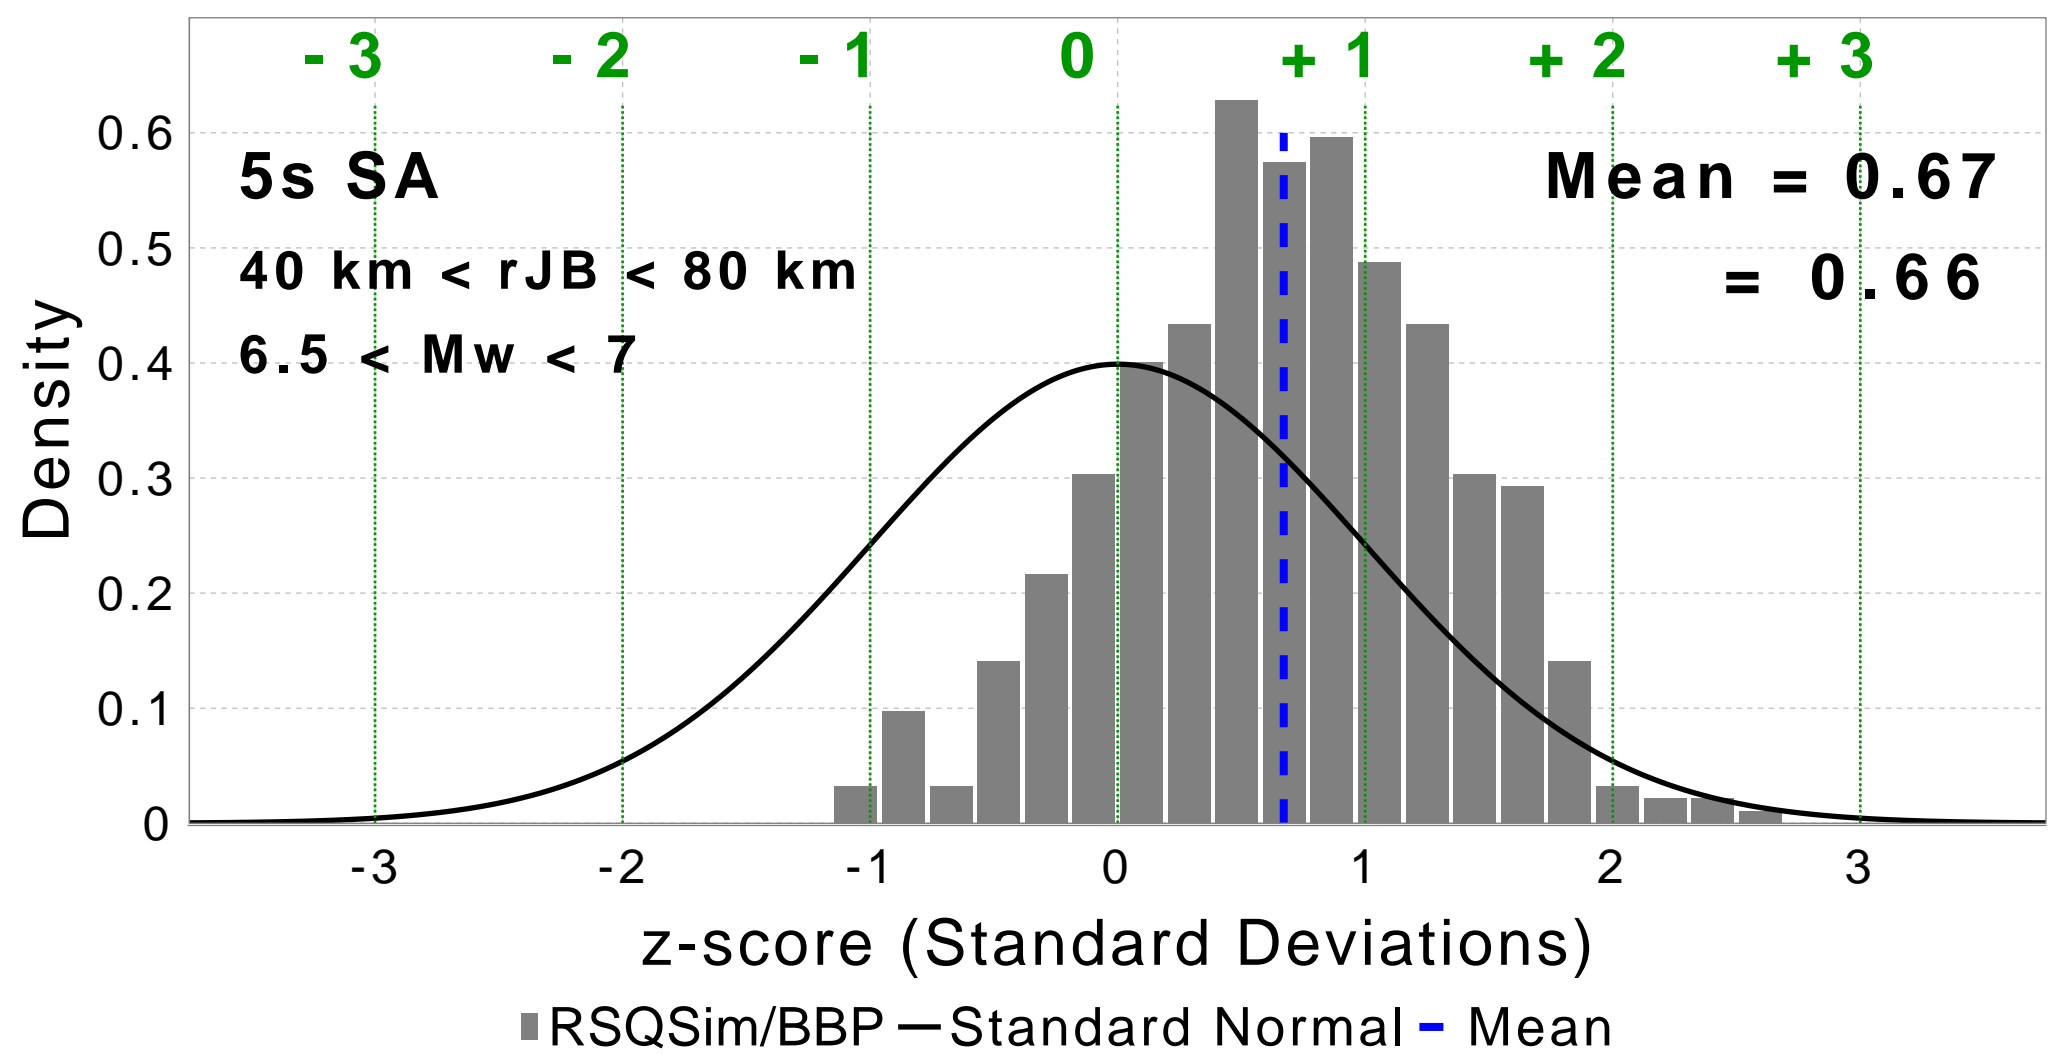 - 3 - 2 - 1 0 + 1 + 2 + 3
5s SA
Mean = 0.67
40 km < rJB < 80 km
= 0.66
6.5 < Mw < 7
Density
0.6
0.5
0.4
0.3
0.2
0.1
0
-3 -2 -1 0 1 2 3
z-score (Standard Deviations)
RSQSim/BBP Standard Normal Mean